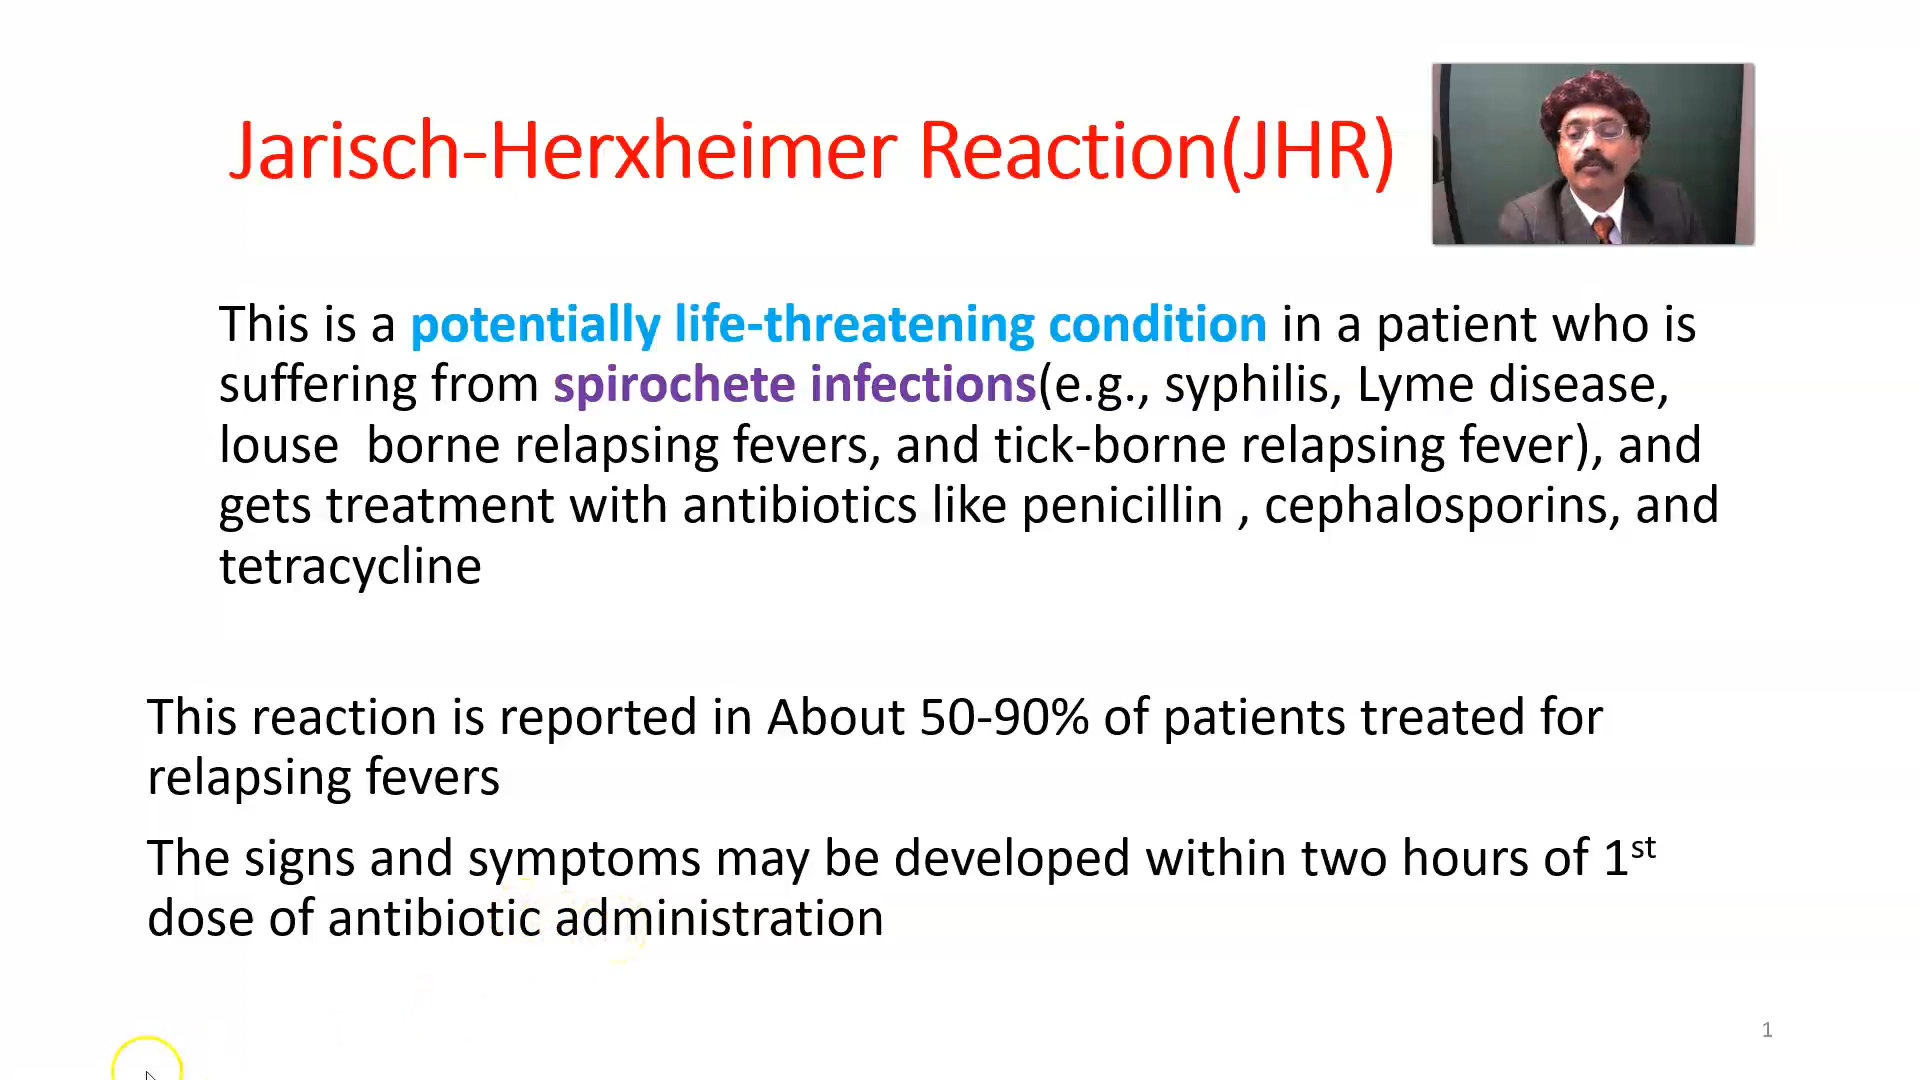 Jarisch-Herxheimer Reaction(JHR)
This is a potentially life-threatening condition in a patient who is
suffering from spirochete infections(e.g., syphilis, Lyme disease,
louse  borne relapsing fevers, and tick-borne relapsing fever), and
gets treatment with antibiotics like penicillin , cephalosporins, and
tetracycline
This reaction is reported in About 50-90% of patients treated for
relapsing fevers
The signs and symptoms may be developed within two hours of 1st
dose of antibiotic administration
1